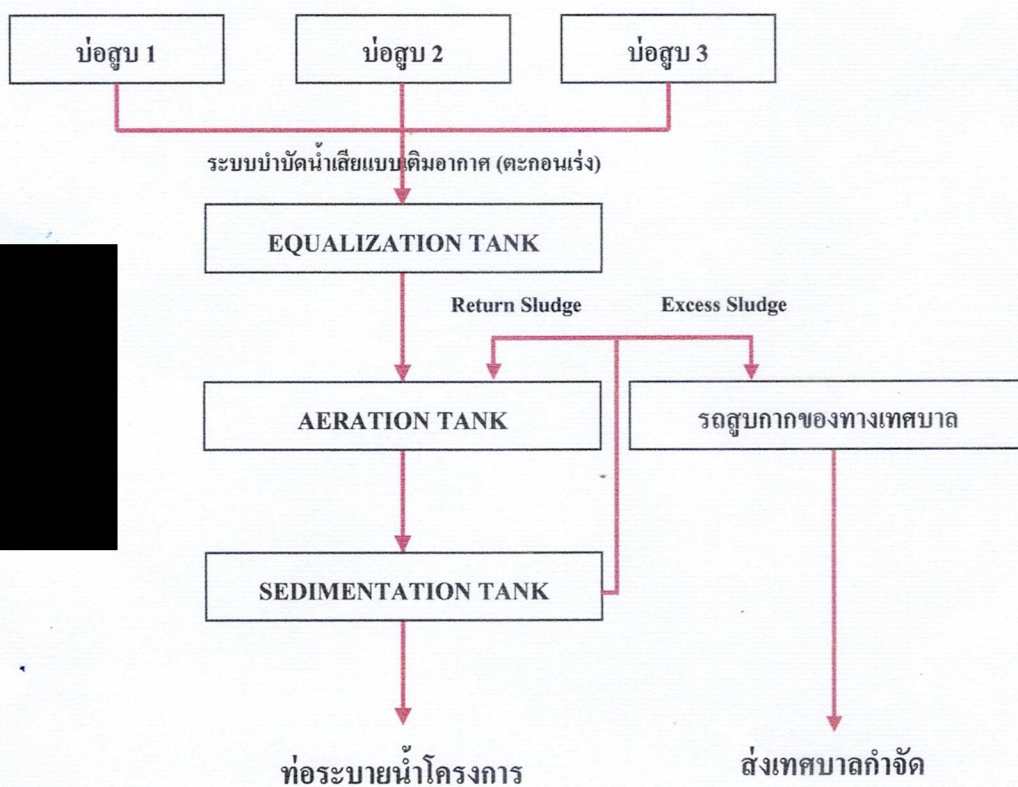 บ่อสูบ 1
บ่อสูบ 2
บ่อสูบ 3
ระบบบำบัดน้ำเสียแบบเติมอากาศ (ตะกอนเร่ง)
EQUALIZATION TANK
Return Sludge
Excess Sludge
AERATION TANK
รถสูบกากของทางเทศบาล
SEDIMENTATION TANK
ท่อระบายน้ำโครงการ
ส่งเทศบาลกำจัด